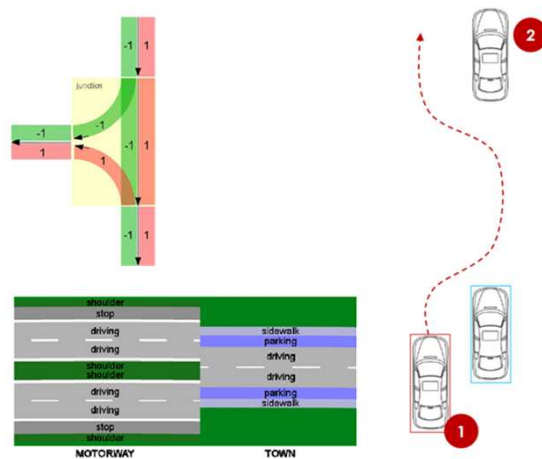 -1 1
junction
-1
-1 1
-1
1
1
-1 1
2
shoulder
stop
driving
driving
shoulder
shoulder
driving
driving
stop
shoulder
MOTORWAY
sidewalk
parking
driving
driving
parking
sidewalk
TOWN
1